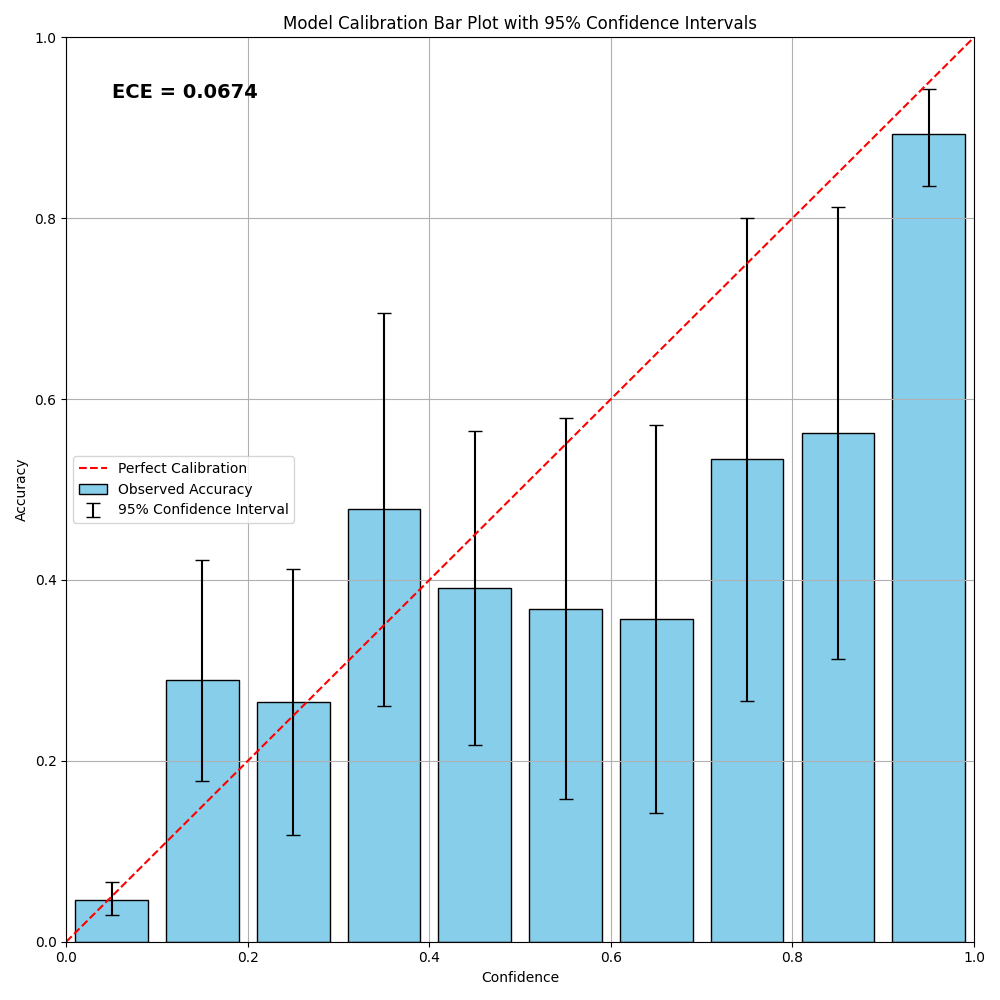 Model Calibration Bar Plot with 95% Confidence Intervals
ECE = 0.0674
1.0
0.8
0.6
0.4
0.2
0.0
Accuracy
Perfect Calibration
Observed Accuracy
95% Confidence Interval
0.0 0.2 0.4 0.6 0.8 1.0
Confidence